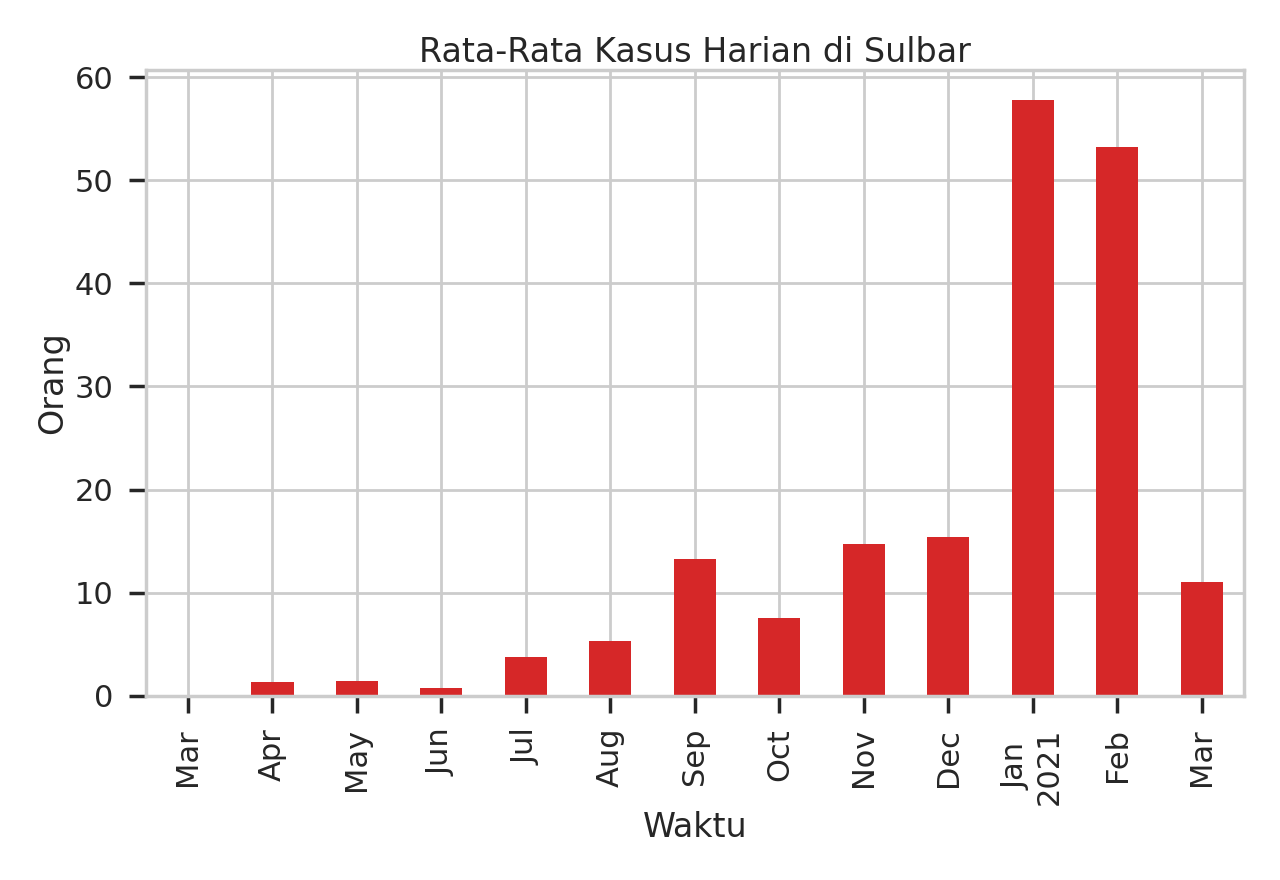 Rata-Rata Kasus Harian di Sulbar
60
50
40
30
20
10
0
Orang
Mar
Apr
May
Jun
Jul
Aug
Sep
Oct
Nov
Dec
Jan
2021
Feb
Mar
Waktu